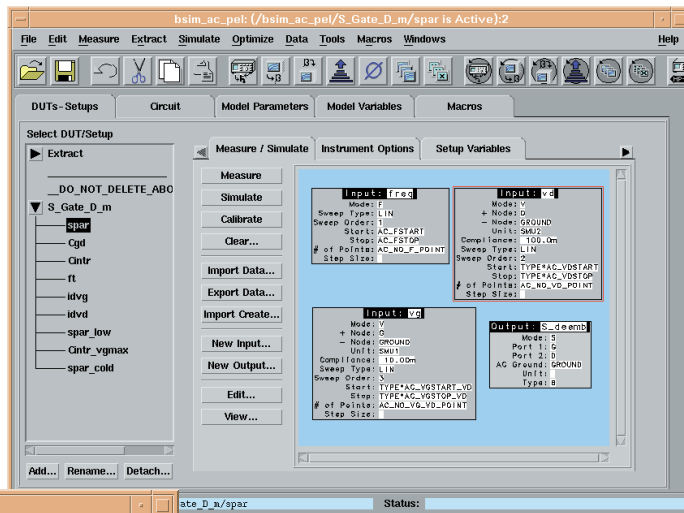 bsim_ac_pel: (/bsim_ac_pel/S_Gate_D_m/spar is Active):2
File Edit Measure Extract Simulate Optimize Data Tools Macros Windows Help
DUTs-Setups Circuit Model Parameters Model Variables Macros
Select DUT/Setup
Extract
__DO_NOT_DELETE_ABO
S_Gate_D_m
spar
Cgd
Cintr
ft
idvg
idvd
spar_low
Cintr_vgmax
spar_cold
Add... Rename... Detach...
Measure / Simulate Instrument Options Setup Variables
Measure
Simulate
Calibrate
Clear...
Import Data...
Export Data...
Import Create...
New Input...
New Output...
Edit...
View...
Input: freq
Mode: F
Sweep Type: LIN
Sweep Order: 1
Start: AC_FSTART
Stop: AC_FSTOP
# of Points: AC_NO_F_POINT
Step Size:
Input: vd
Mode: V
+ Node: D
- Node: GROUND
Unit: SMU2
Compliance: 100.0m
Sweep Type: LIN
Sweep Order: 2
Start: TYPE*AC_VDSTART
Stop: TYPE*AC_VDSTOP
# of Points: AC_NO_VD_POINT
Step Size:
Input: vg
Mode: V
+ Node: G
- Node: GROUND
Unit: SMU1
Compliance: 10.00m
Sweep Type: LIN
Sweep Order: 3
Start: TYPE*AC_VGSTART_VD
Stop: TYPE*AC_VGSTOP_VD
# of Points: AC_NO_VG_VD_POINT
Step Size:
Output: S_deemb
Mode: S
Port 1: G
Port 2: D
AC Ground: GROUND
Unit:
Type: B
ate_D_m/spar Status: